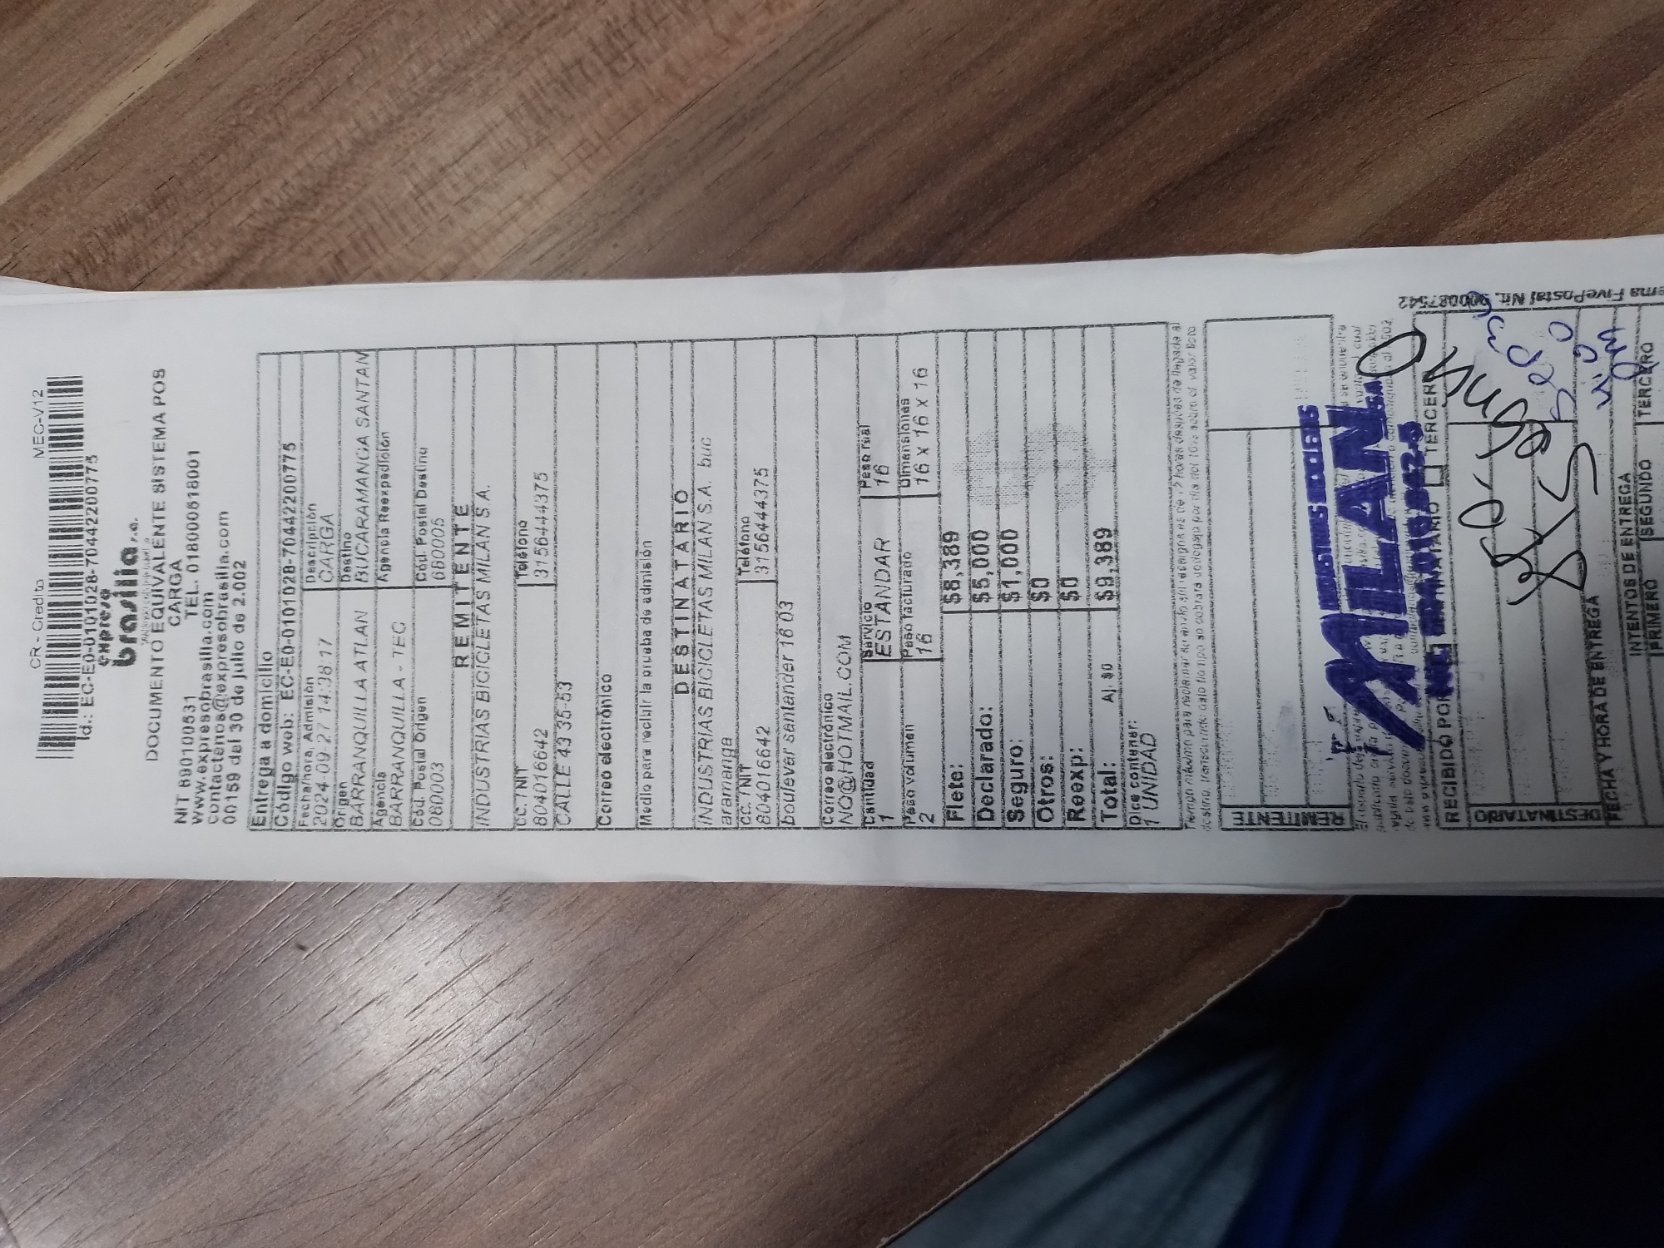 CR - Credito MEC-V12
Id.: EC-E0-0101028-70442200775
expreso
brasilia s.a.
DOCUMENTO EQUIVALENTE SISTEMA POS
CARGA
NIT 890100531 TEL. 018000518001
www.expresobrasilia.com
contactenos@expresobrasilia.com
00159 del 30 de julio de 2.002
Entrega a domicilio
Código web: EC-E0-0101028-70442200775
Fecha/hora Admisión Descripción
2024-09-27 14:38:17 CARGA
Origen Destino
BARRANQUILLA ATLAN BUCARAMANGA SANTAN
Agencia Agencia Reexpedición
BARRANQUILLA - TEC
Cód. Postal Origen Cód. Postal Destino
080003 680005
REMITENTE
INDUSTRIAS BICICLETAS MILAN S.A.
CC. / NIT Teléfono
804016642 3156444375
CALLE 43 35-53
Correo electrónico
Medio para recibir la prueba de admisión
DESTINATARIO
INDUSTRIAS BICICLETAS MILAN S.A. buc
aramanga
CC. / NIT Teléfono
804016642 3156444375
boulever santander 16 03
Correo electrónico
NO@HOTMAIL.COM
Cantidad Servicio Peso real
1 ESTANDAR 16
Peso volumen Peso facturado Dimensiones
2 16 16 x 16 x 16
Flete: $8,389
Declarado: $5,000
Seguro: $1,000
Otros: $0
Reexp: $0
Total: Aj. $0 $9,389
Dice contener:
1 UNIDAD
REMITENTE
INDUSTRIAS BICICLETAS
MILAN S.A.
RECIBIDO POR: TERCERO
DESTINATARIO
FECHA Y HORA DE ENTREGA
INTENTOS DE ENTREGA
PRIMERO SEGUNDO TERCERO
FivePostal Nit. 900087542